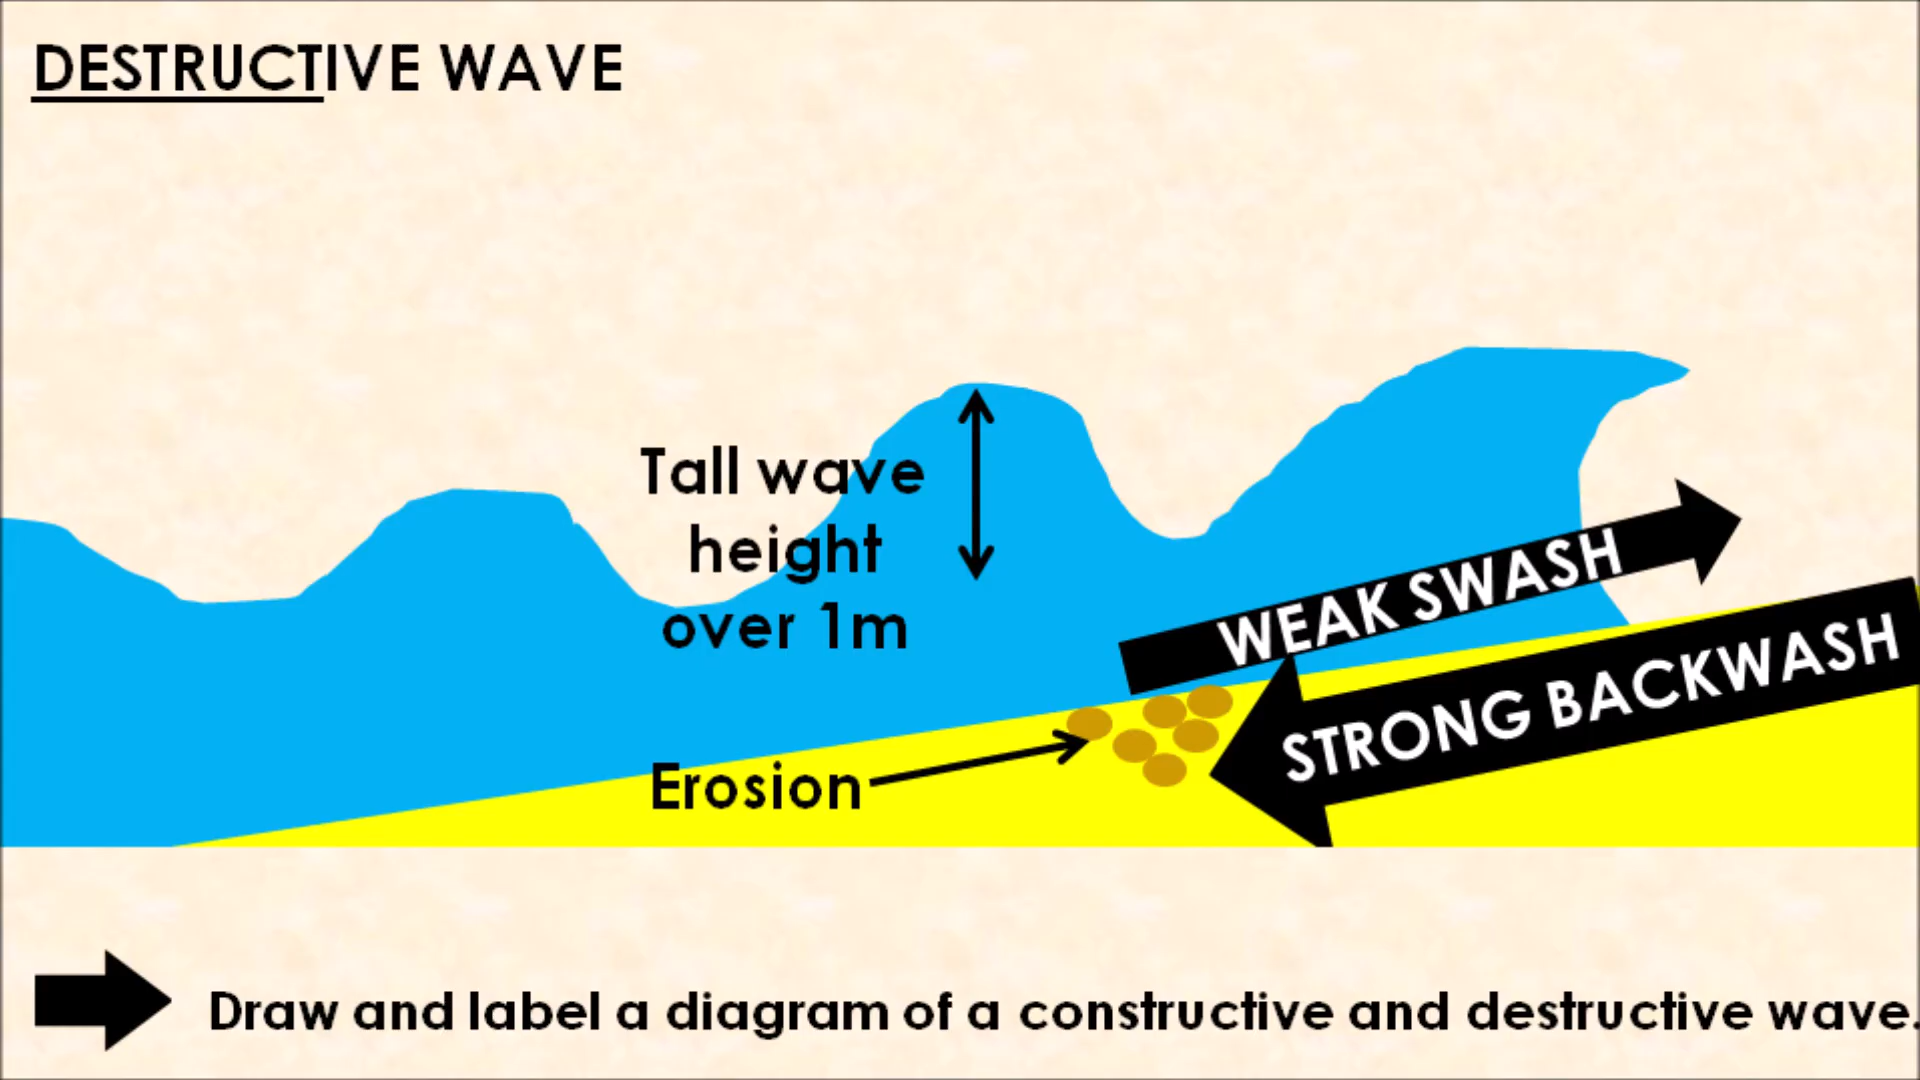 DESTRUCTIVE WAVE
Tall wave
height
over 1m
WEAK SWASH
STRONG BACKWASH
Erosion
Draw and label a diagram of a constructive and destructive wave.